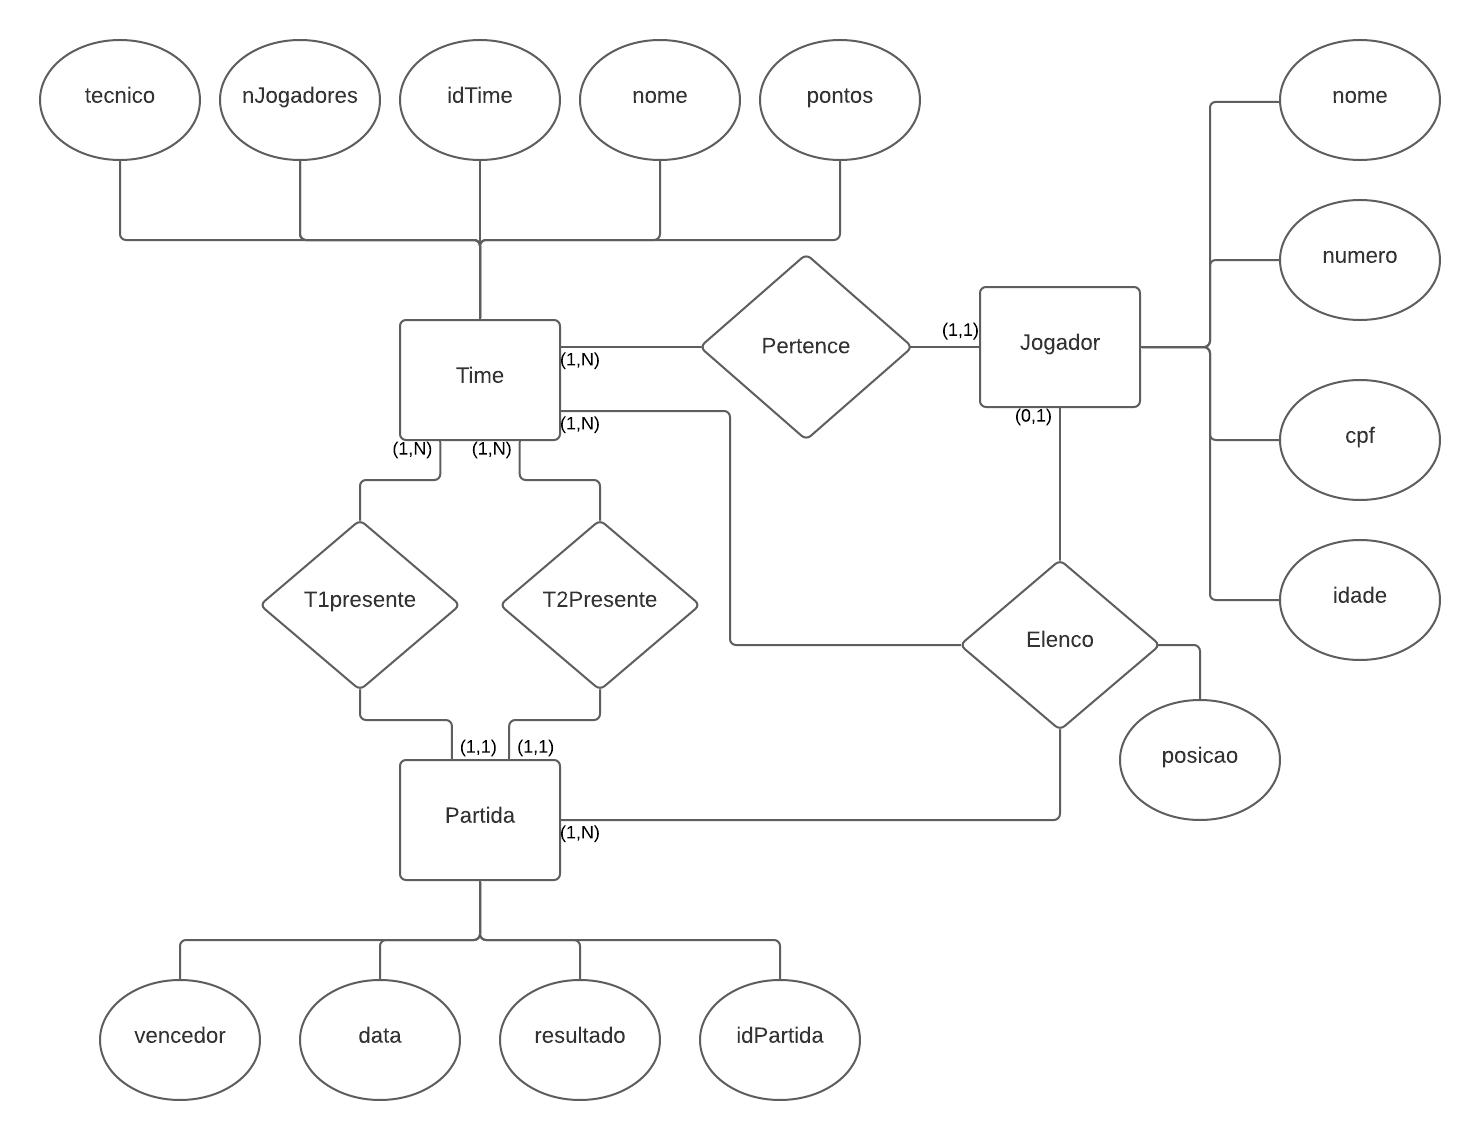 tecnico
nJogadores
idTime
nome
pontos
nome
numero
Pertence
(1,1)
Jogador
Time
(1,N)
(1,N)
(0,1)
(1,N)
(1,N)
cpf
T1presente
T2Presente
idade
Elenco
posicao
(1,1)
(1,1)
Partida
(1,N)
vencedor
data
resultado
idPartida